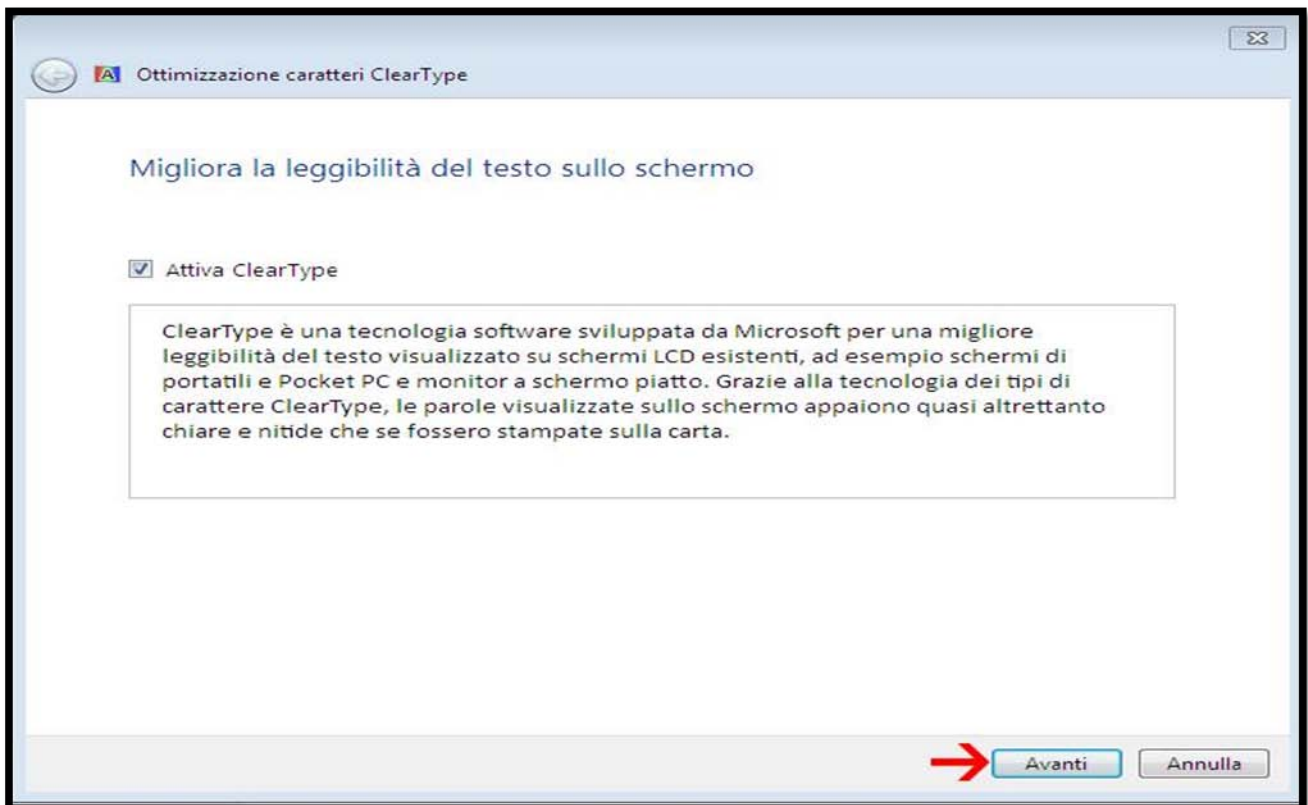 Ottimizzazione caratteri ClearType
Migliora la leggibilità del testo sullo schermo
Attiva ClearType
ClearType è una tecnologia software sviluppata da Microsoft per una migliore
leggibilità del testo visualizzato su schermi LCD esistenti, ad esempio schermi di
portatili e Pocket PC e monitor a schermo piatto. Grazie alla tecnologia dei tipi di
carattere ClearType, le parole visualizzate sullo schermo appaiono quasi altrettanto
chiare e nitide che se fossero stampate sulla carta.
Avanti Annulla